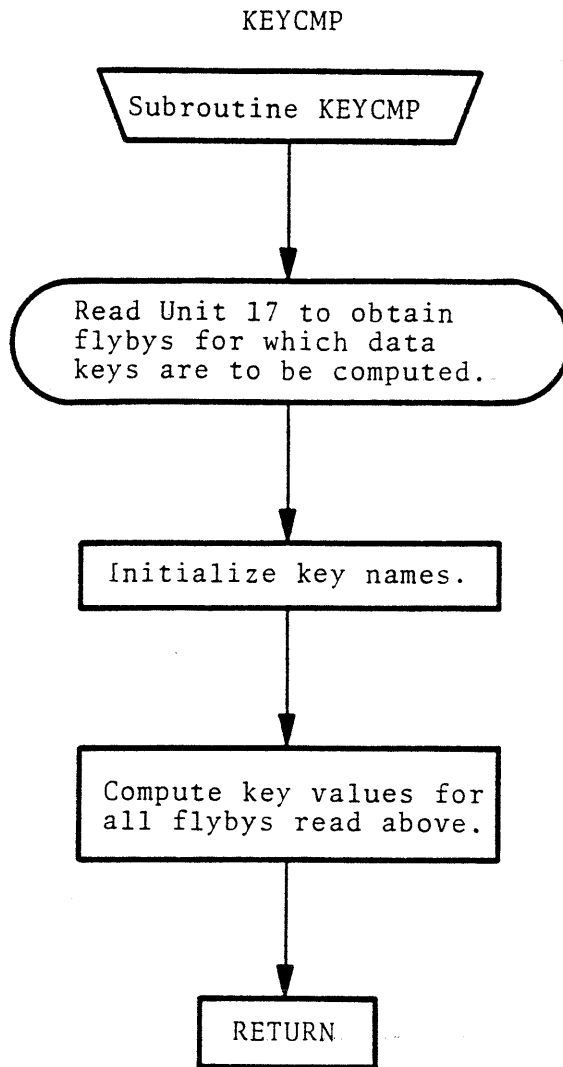 KEYCMP
Subroutine KEYCMP
Read Unit 17 to obtain
flybys for which data
keys are to be computed.
Initialize key names.
Compute key values for
all flybys read above.
RETURN